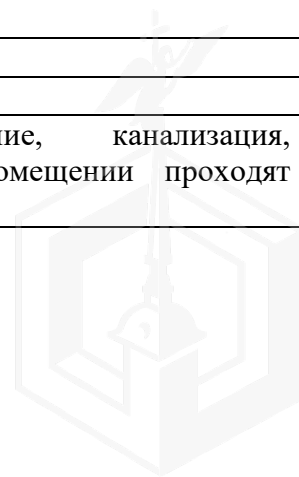 ние, канализация,
омещении проходят